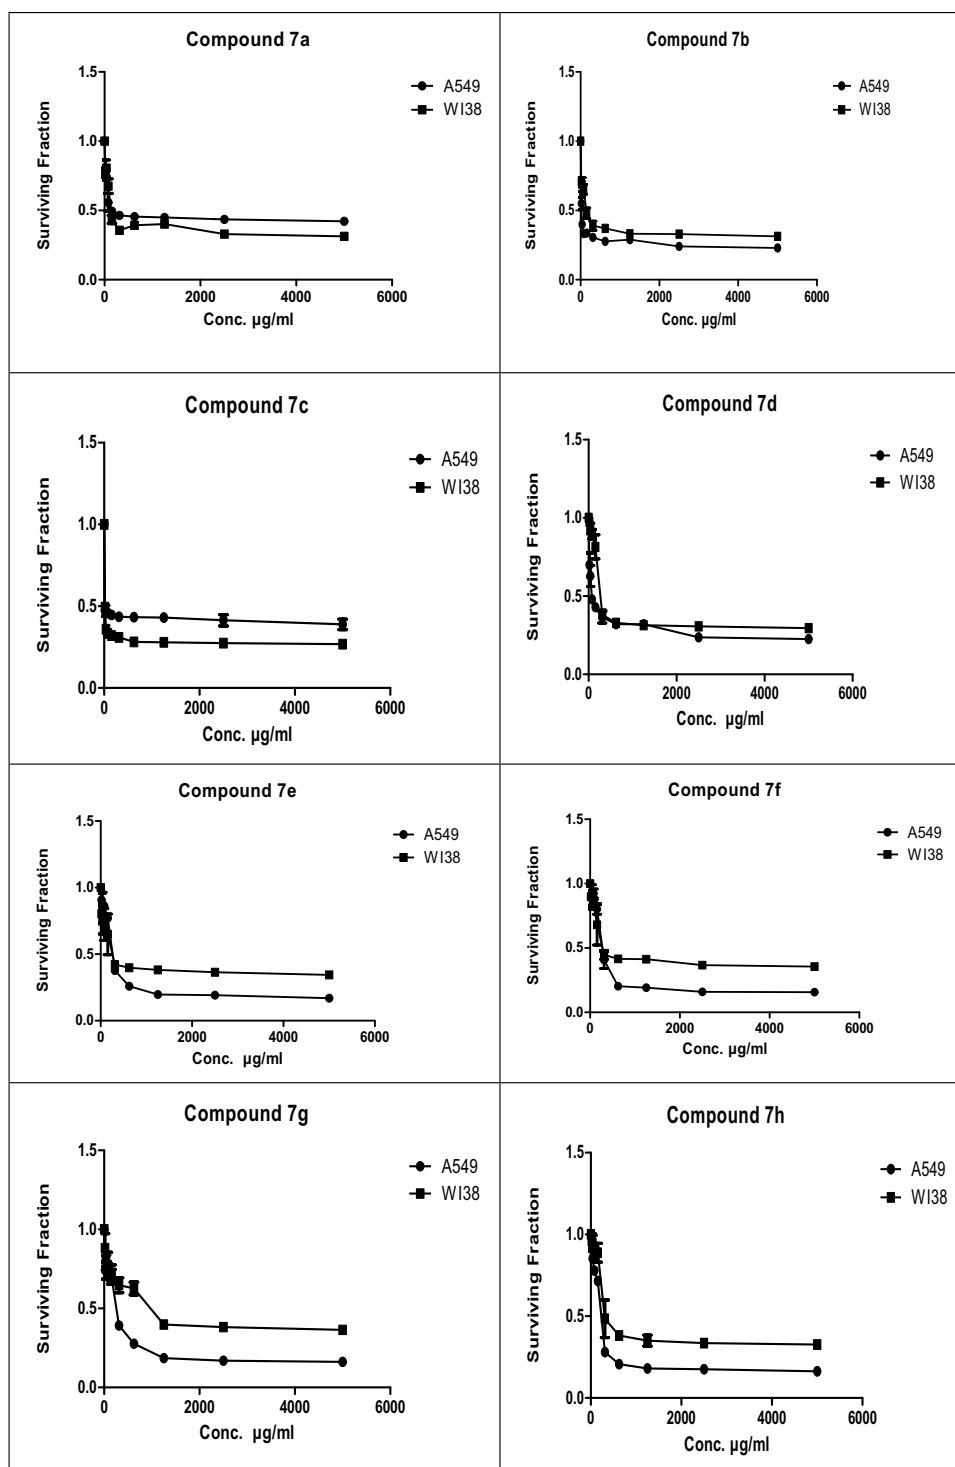 Compound 7a
1.5
1.0
0.5
0.0
Surviving Fraction
0 2000 4000 6000
Conc. µg/ml
A549
WI38
Compound 7b
1.5
1.0
0.5
0.0
Surviving Fraction
0 2000 4000 6000
Conc. µg/ml
A549
WI38
Compound 7c
1.5
1.0
0.5
0.0
Surviving Fraction
0 2000 4000 6000
Conc. µg/ml
A549
WI38
Compound 7d
1.5
1.0
0.5
0.0
Surviving Fraction
0 2000 4000 6000
Conc. µg/ml
A549
WI38
Compound 7e
1.5
1.0
0.5
0.0
Surviving Fraction
0 2000 4000 6000
Conc. µg/ml
A549
WI38
Compound 7f
1.5
1.0
0.5
0.0
Surviving Fraction
0 2000 4000 6000
Conc. µg/ml
A549
WI38
Compound 7g
1.5
1.0
0.5
0.0
Surviving Fraction
0 2000 4000 6000
Conc. µg/ml
A549
WI38
Compound 7h
1.5
1.0
0.5
0.0
Surviving Fraction
0 2000 4000 6000
Conc. µg/ml
A549
WI38